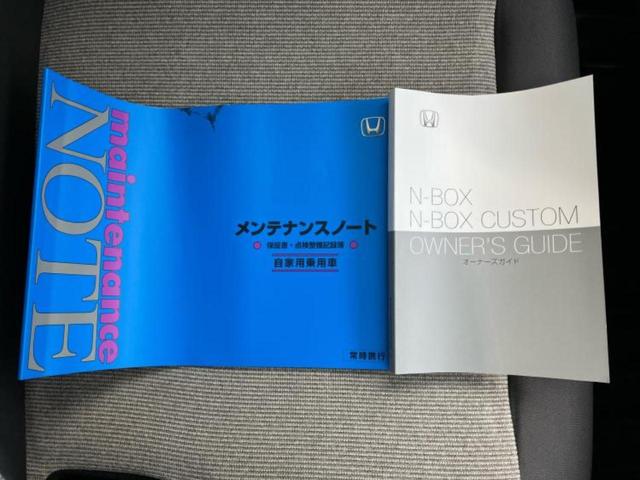 maintenance
NOTE
メンテナンスノート
保証書・点検整備記録簿
自家用乗用車
常時携行
N-BOX
N-BOX CUSTOM
OWNER'S GUIDE
オーナーズガイド